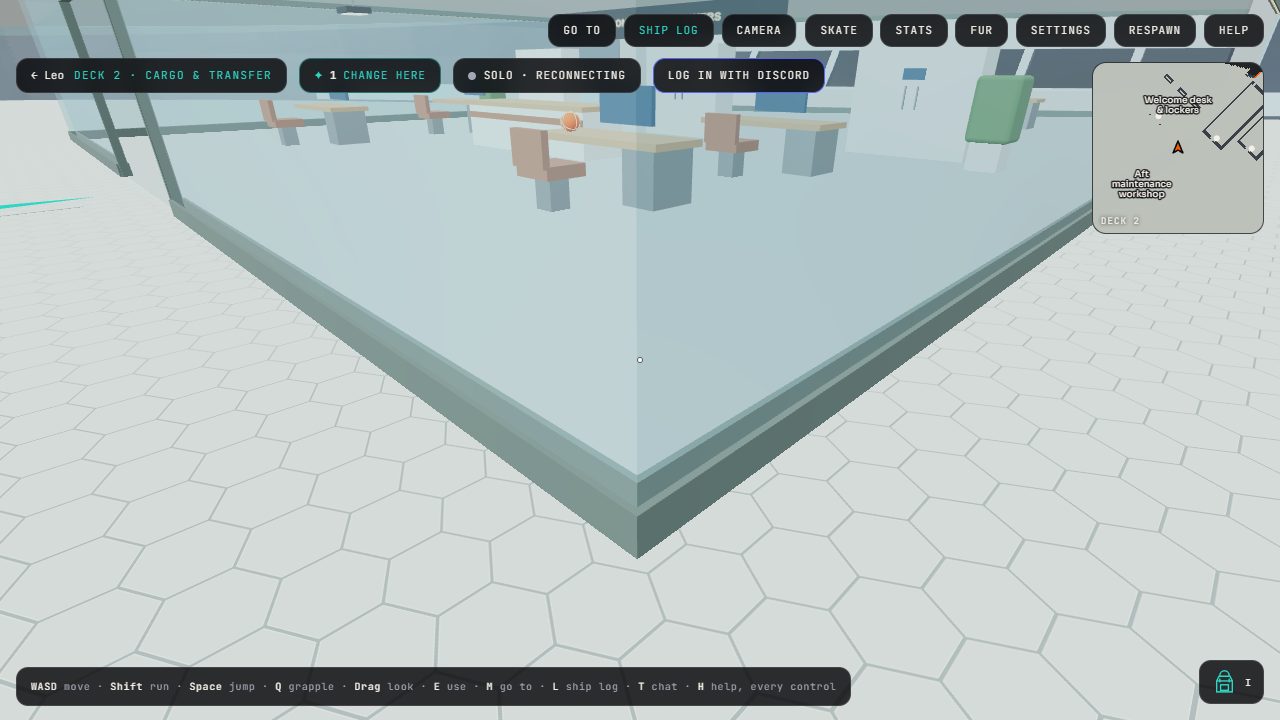 GO TO
SHIP LOG
CAMERA
SKATE
STATS
FUR
SETTINGS
RESPAWN
HELP
← Leo DECK 2 · CARGO & TRANSFER
✦ 1 CHANGE HERE
SOLO · RECONNECTING
LOG IN WITH DISCORD
Welcome desk
& lockers
Aft
maintenance
workshop
DECK 2
WASD move · Shift run · Space jump · Q grapple · Drag look · E use · M go to · L ship log · T chat · H help, every control
I